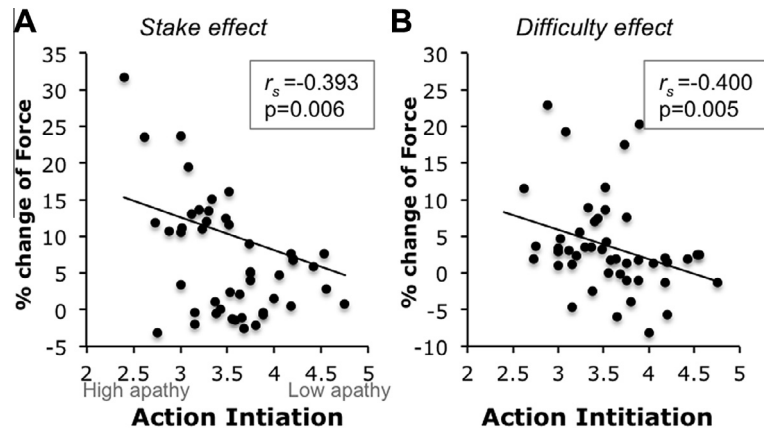 A
Stake effect
r_s=-0.393
p=0.006
% change of Force
35
30
25
20
15
10
5
0
-5
2 2.5 3 3.5 4 4.5 5
High apathy Low apathy
Action Intiation
B
Difficulty effect
r_s=-0.400
p=0.005
% change of Force
30
25
20
15
10
5
0
-5
-10
2 2.5 3 3.5 4 4.5 5
Action Intitiation